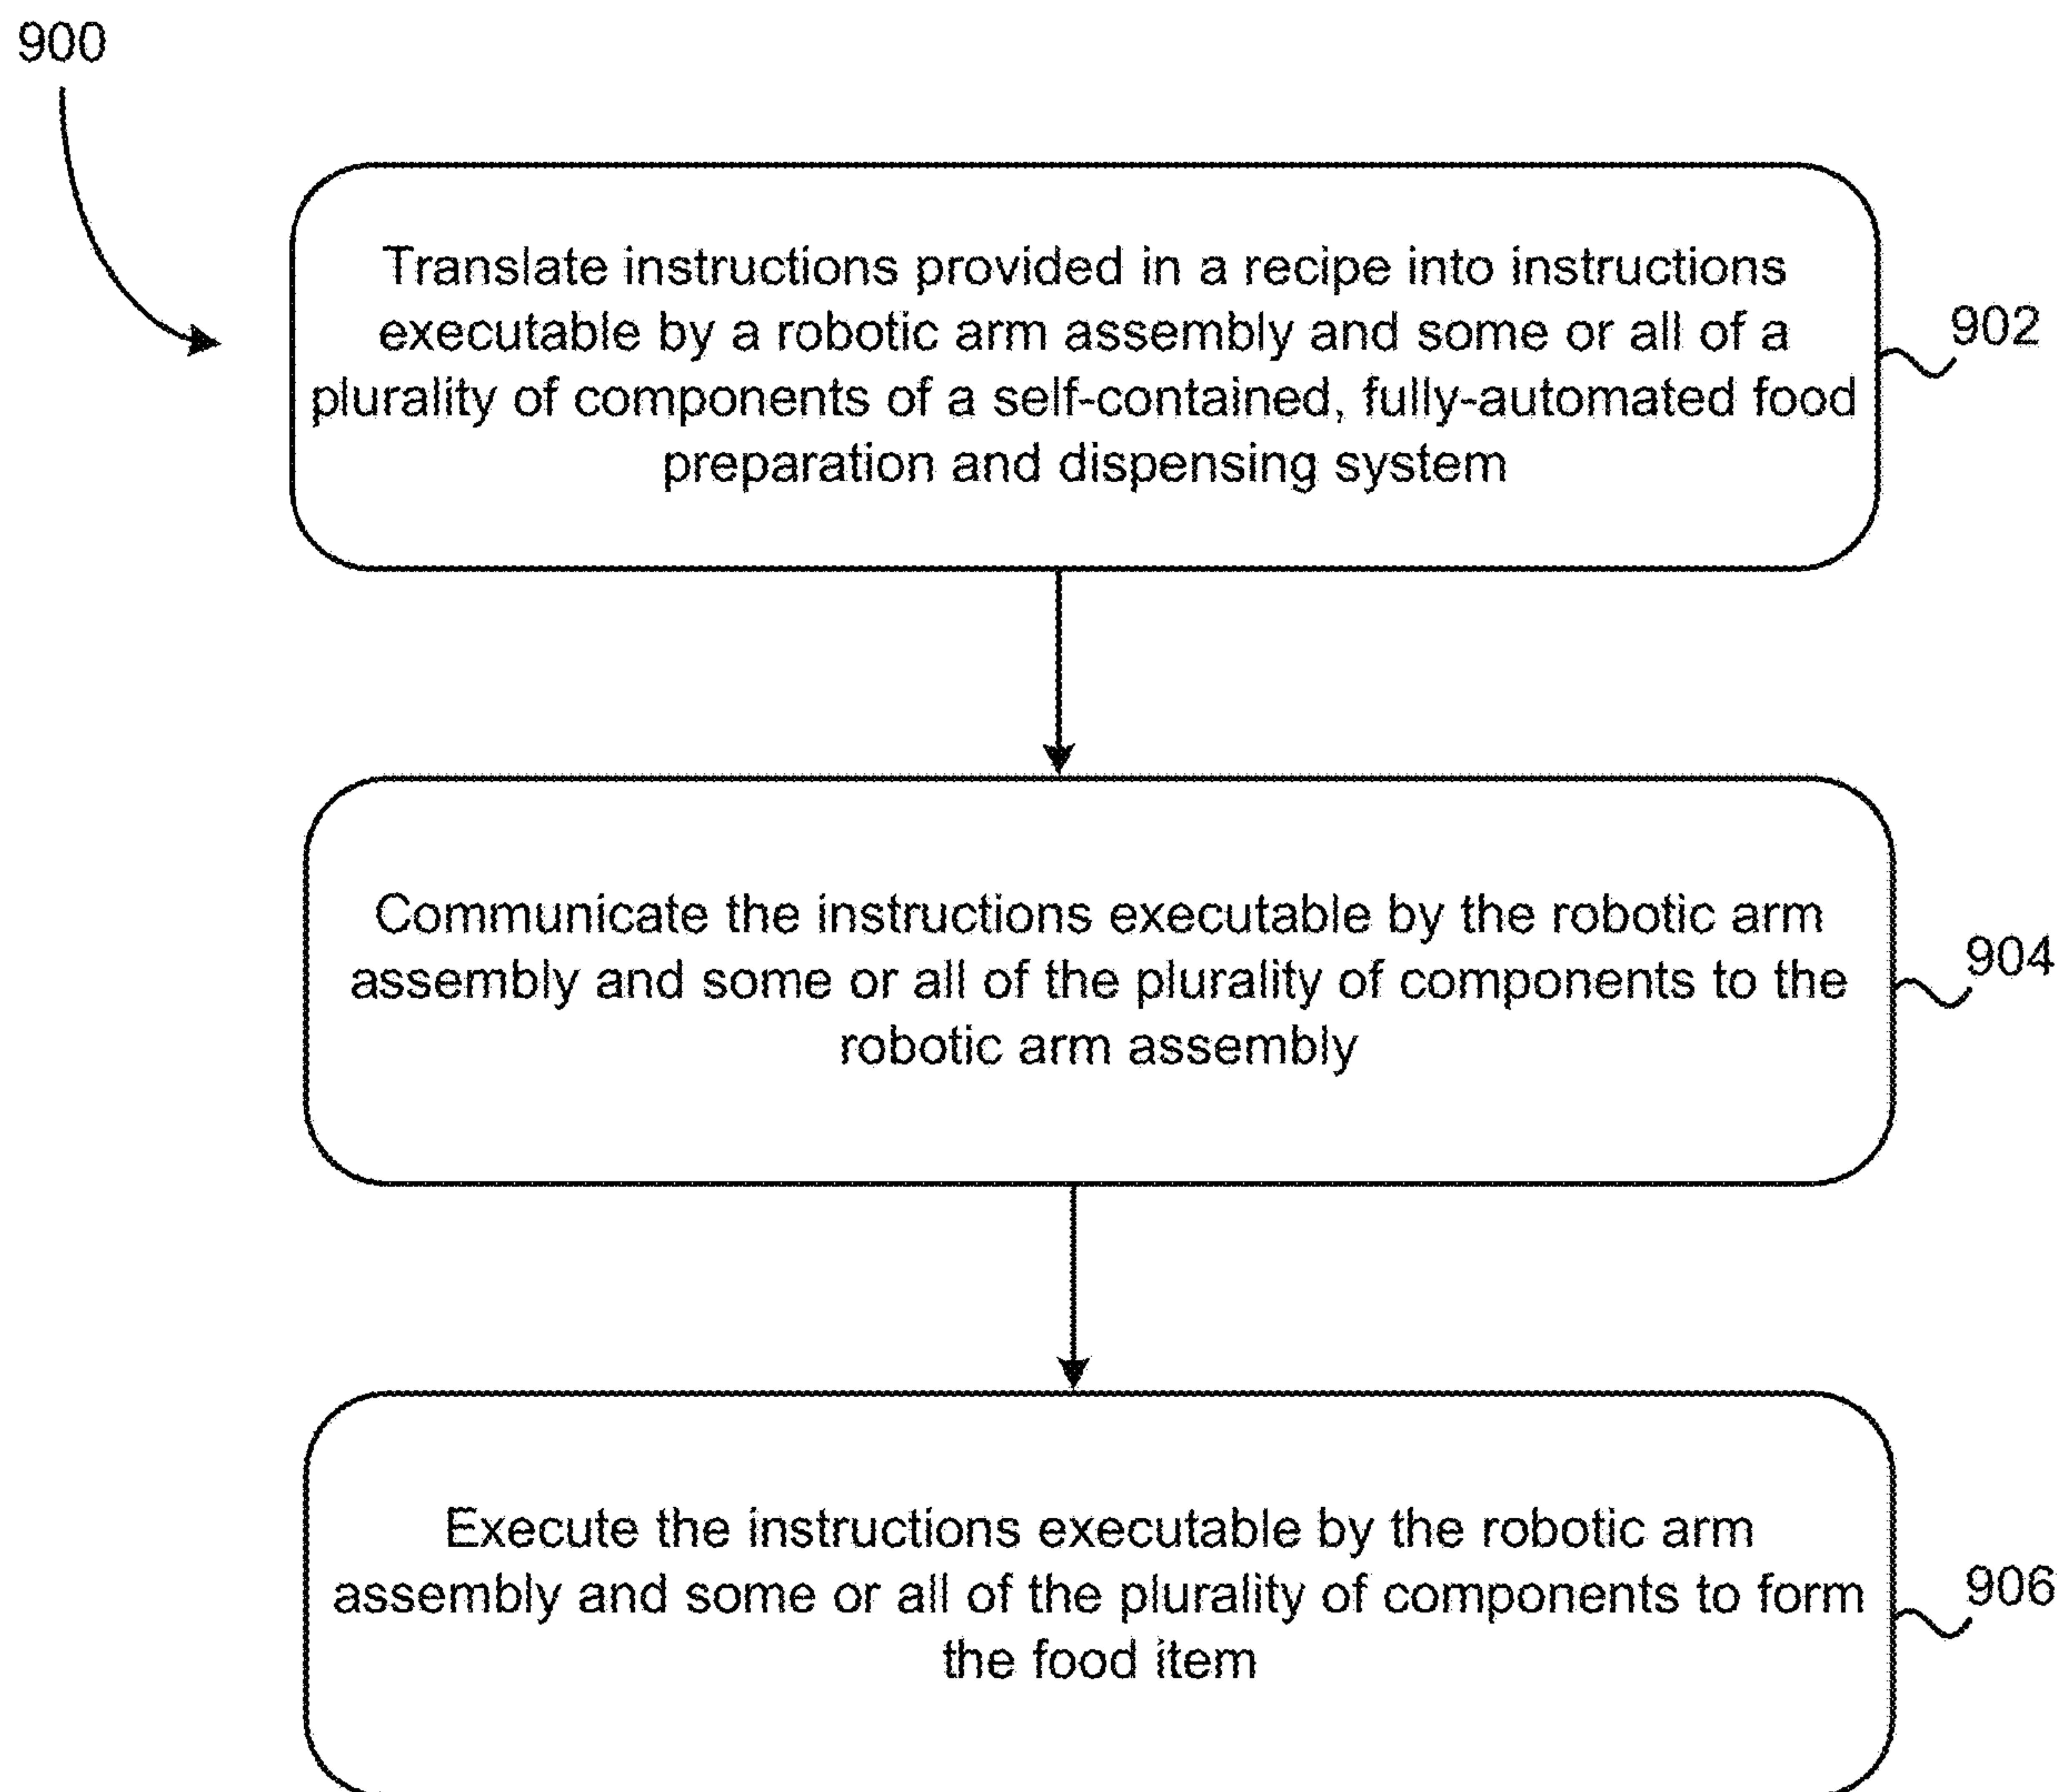 900
Translate instructions provided in a recipe into instructions
executable by a robotic arm assembly and some or all of a
plurality of components of a self-contained, fully-automated food
preparation and dispensing system
902
Communicate the instructions executable by the robotic arm
assembly and some or all of the plurality of components to the
robotic arm assembly
904
Execute the instructions executable by the robotic arm
assembly and some or all of the plurality of components to form
the food item
906